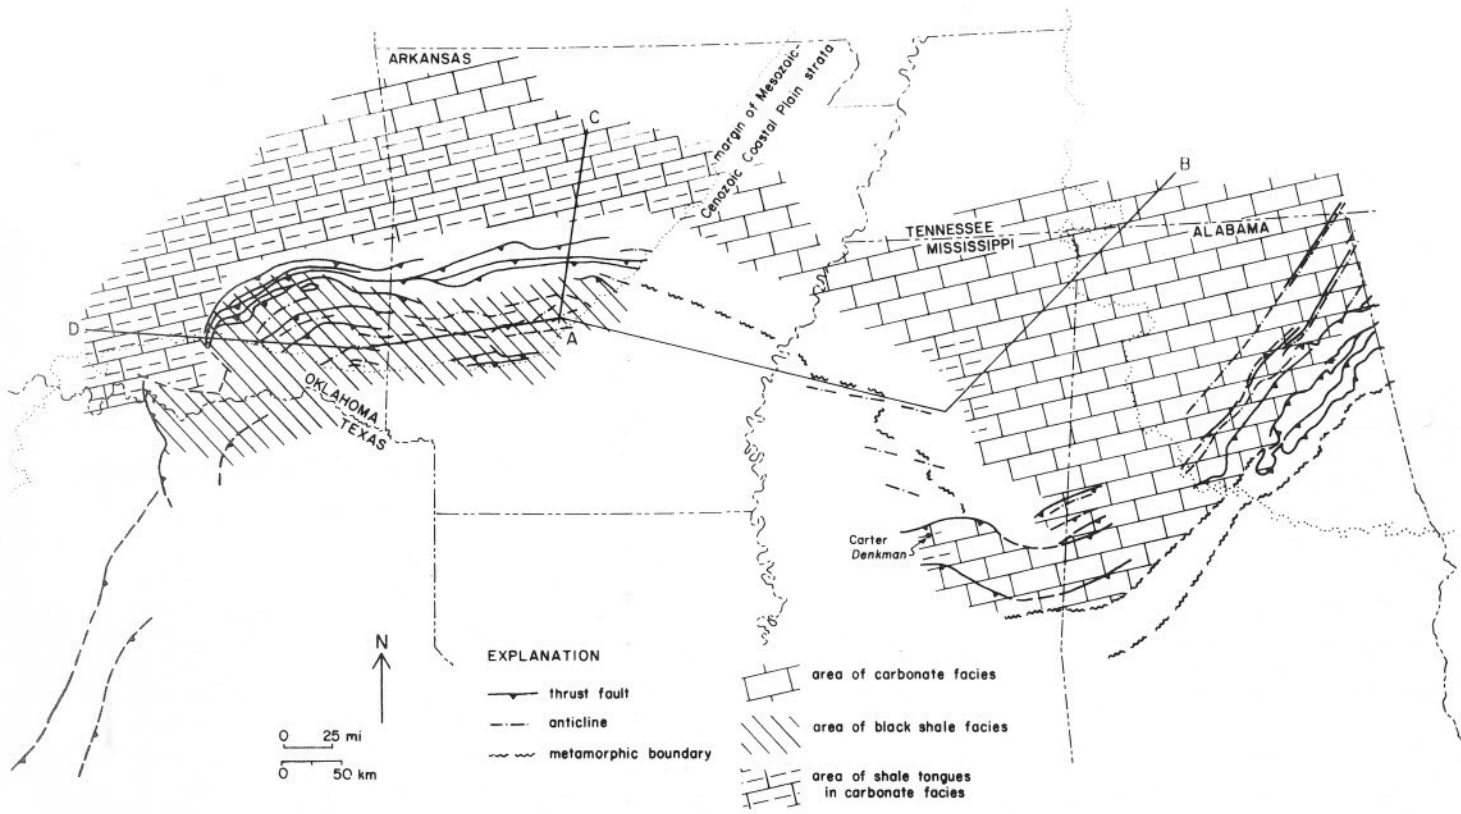 ARKANSAS
margin of Mesozoic-
Cenozoic Coastal Plain strata
C
B
TENNESSEE
MISSISSIPPI
ALABAMA
D
A
OKLAHOMA
TEXAS
Carter
Denkman
N
0 25 mi
0 50 km
EXPLANATION
thrust fault
anticline
metamorphic boundary
area of carbonate facies
area of black shale facies
area of shale tongues
in carbonate facies